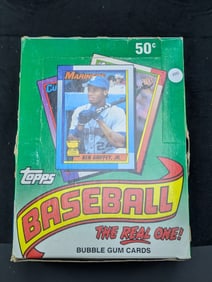 50¢
MARINERS
KEN GRIFFEY, JR.
topps
BASEBALL
THE REAL ONE!
BUBBLE GUM CARDS